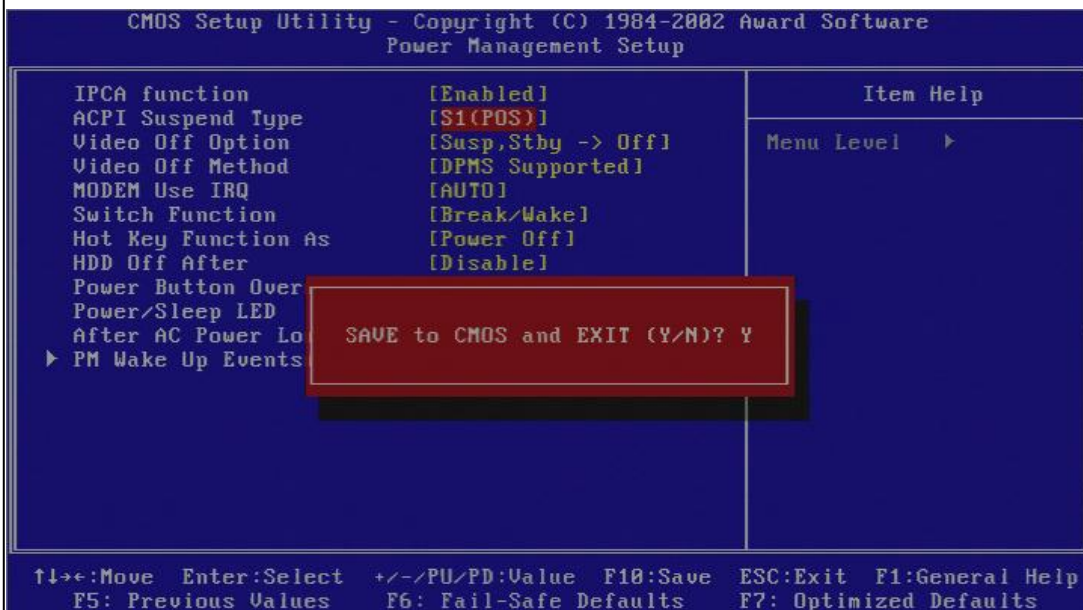 CMOS Setup Utility - Copyright (C) 1984-2002 Award Software
Power Management Setup
IPCA function [Enabled]
ACPI Suspend Type [S1(POS)]
Video Off Option [Susp,Stby -> Off]
Video Off Method [DPMS Supported]
MODEM Use IRQ [AUTO]
Switch Function [Break/Wake]
Hot Key Function As [Power Off]
HDD Off After [Disable]
Power Button Over
Power/Sleep LED
After AC Power Lo
▶ PM Wake Up Events
Item Help
Menu Level ▶
SAVE to CMOS and EXIT (Y/N)? Y
↑↓→←:Move Enter:Select +/-/PU/PD:Value F10:Save ESC:Exit F1:General Help
F5: Previous Values F6: Fail-Safe Defaults F7: Optimized Defaults